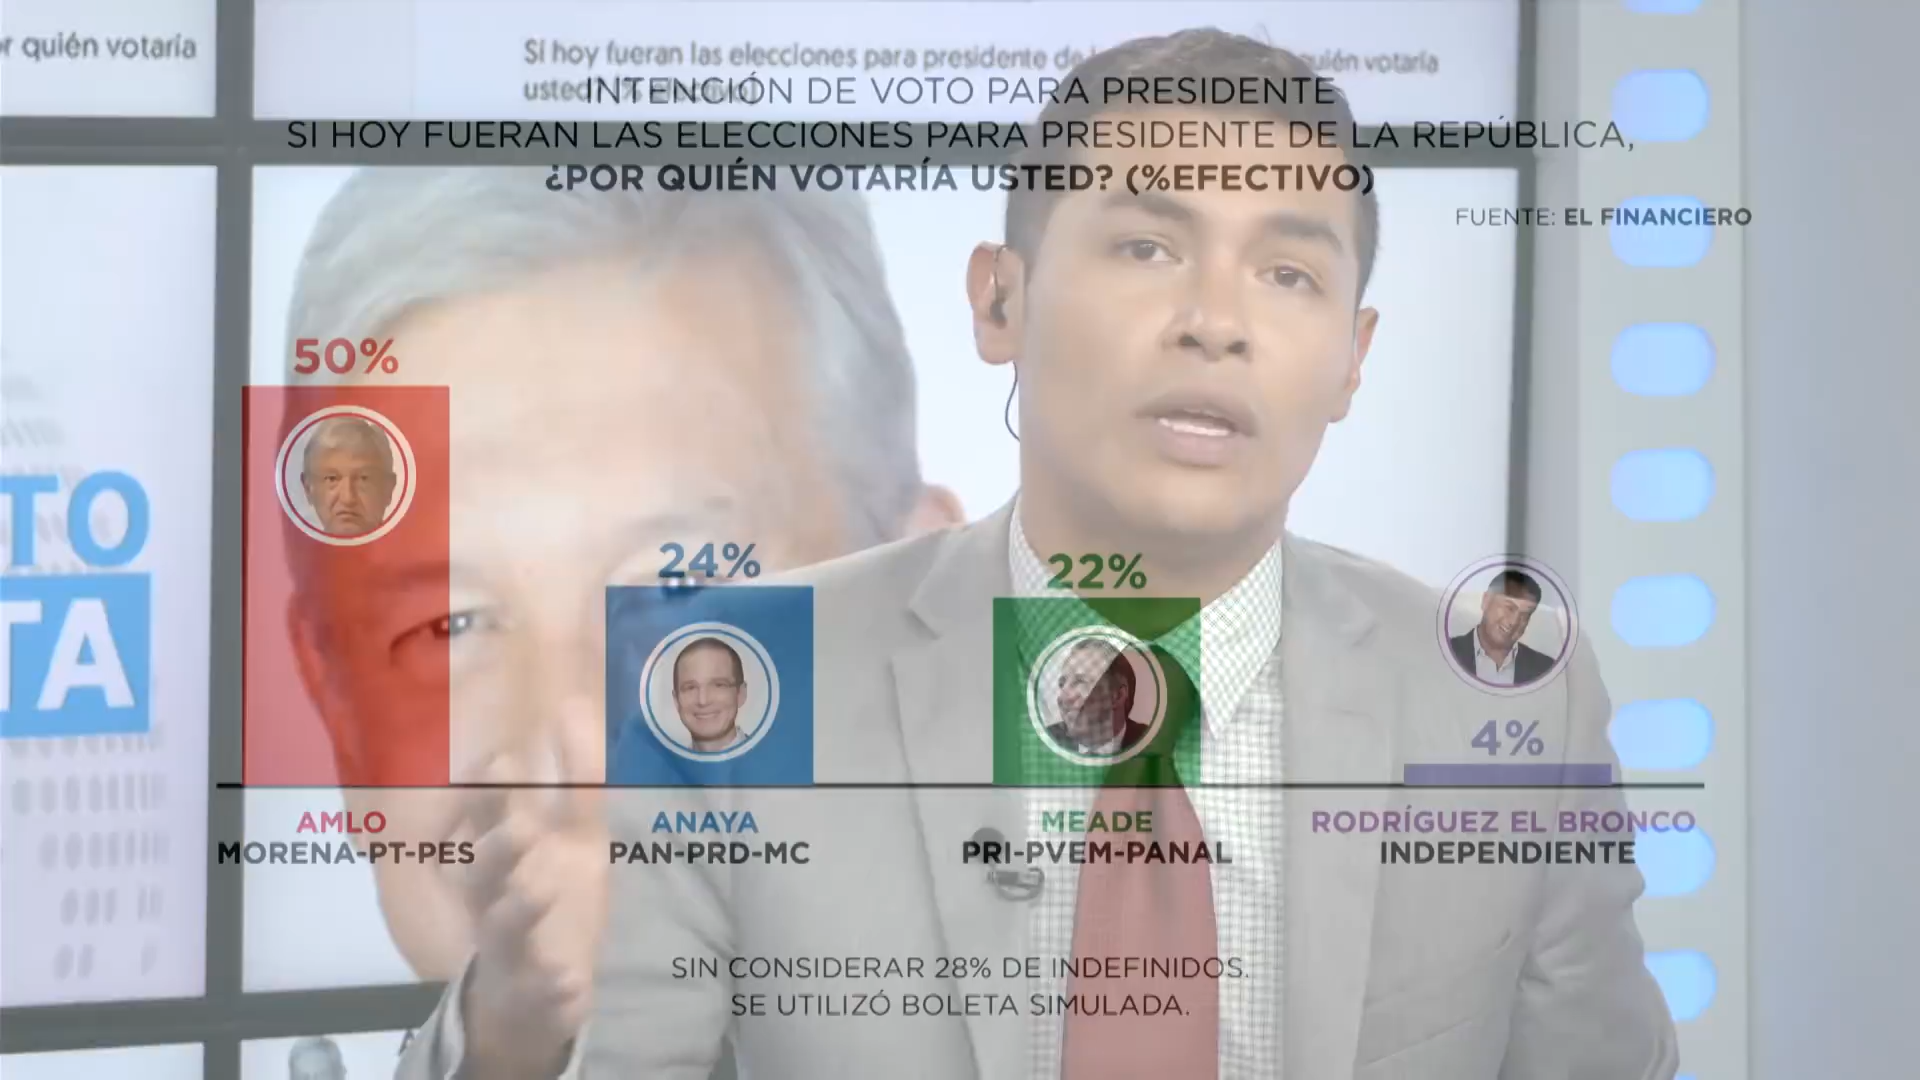 r quién votaría
Si hoy fueran las elecciones para presidente de
quién votaría
usted
INTENCIÓN DE VOTO PARA PRESIDENTE
SI HOY FUERAN LAS ELECCIONES PARA PRESIDENTE DE LA REPÚBLICA,
¿POR QUIÉN VOTARÍA USTED? (%EFECTIVO)
FUENTE: EL FINANCIERO
50%
24%
22%
4%
TO
TA
AMLO
MORENA-PT-PES
ANAYA
PAN-PRD-MC
MEADE
PRI-PVEM-PANAL
RODRÍGUEZ EL BRONCO
INDEPENDIENTE
SIN CONSIDERAR 28% DE INDEFINIDOS.
SE UTILIZÓ BOLETA SIMULADA.